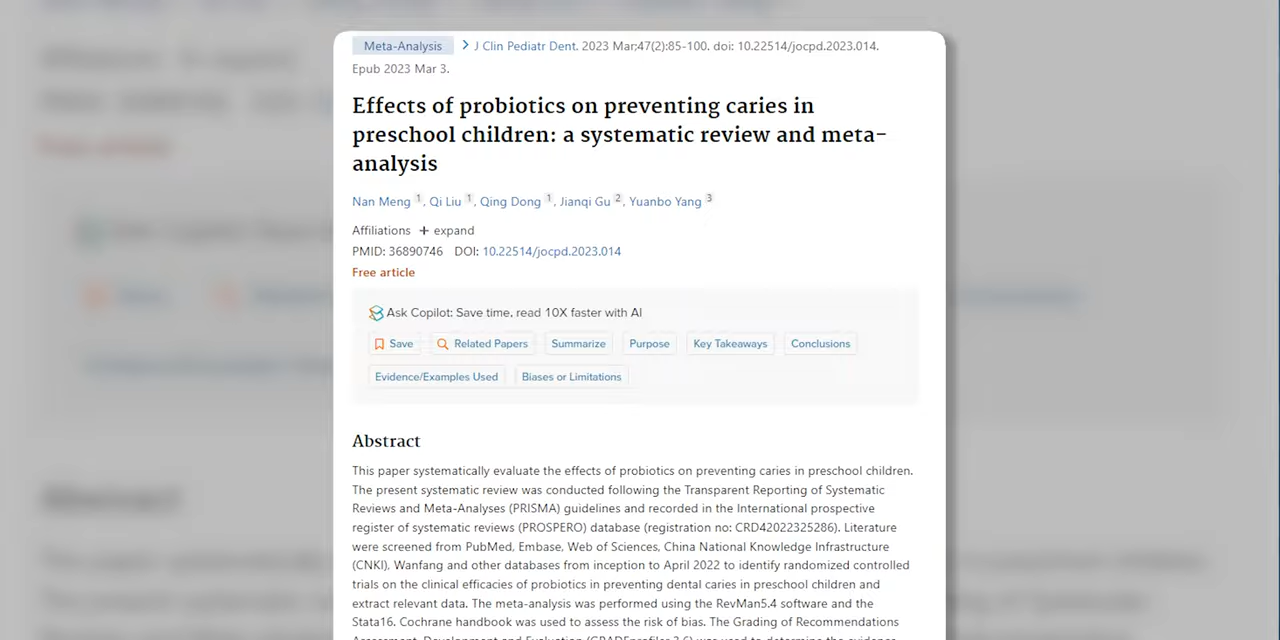 Meta-Analysis > J Clin Pediatr Dent. 2023 Mar;47(2):85-100. doi: 10.22514/jocpd.2023.014.
Epub 2023 Mar 3.
Effects of probiotics on preventing caries in
preschool children: a systematic review and meta-
analysis
Nan Meng 1, Qi Liu 1, Qing Dong 1, Jianqi Gu 2, Yuanbo Yang 3
Affiliations + expand
PMID: 36890746 DOI: 10.22514/jocpd.2023.014
Free article
Ask Copilot: Save time, read 10X faster with AI
Save Related Papers Summarize Purpose Key Takeaways Conclusions
Evidence/Examples Used Biases or Limitations
Abstract
This paper systematically evaluate the effects of probiotics on preventing caries in preschool children.
The present systematic review was conducted following the Transparent Reporting of Systematic
Reviews and Meta-Analyses (PRISMA) guidelines and recorded in the International prospective
register of systematic reviews (PROSPERO) database (registration no: CRD42022325286). Literature
were screened from PubMed, Embase, Web of Sciences, China National Knowledge Infrastructure
(CNKI), Wanfang and other databases from inception to April 2022 to identify randomized controlled
trials on the clinical efficacies of probiotics in preventing dental caries in preschool children and
extract relevant data. The meta-analysis was performed using the RevMan5.4 software and the
Stata16. Cochrane handbook was used to assess the risk of bias. The Grading of Recommendations